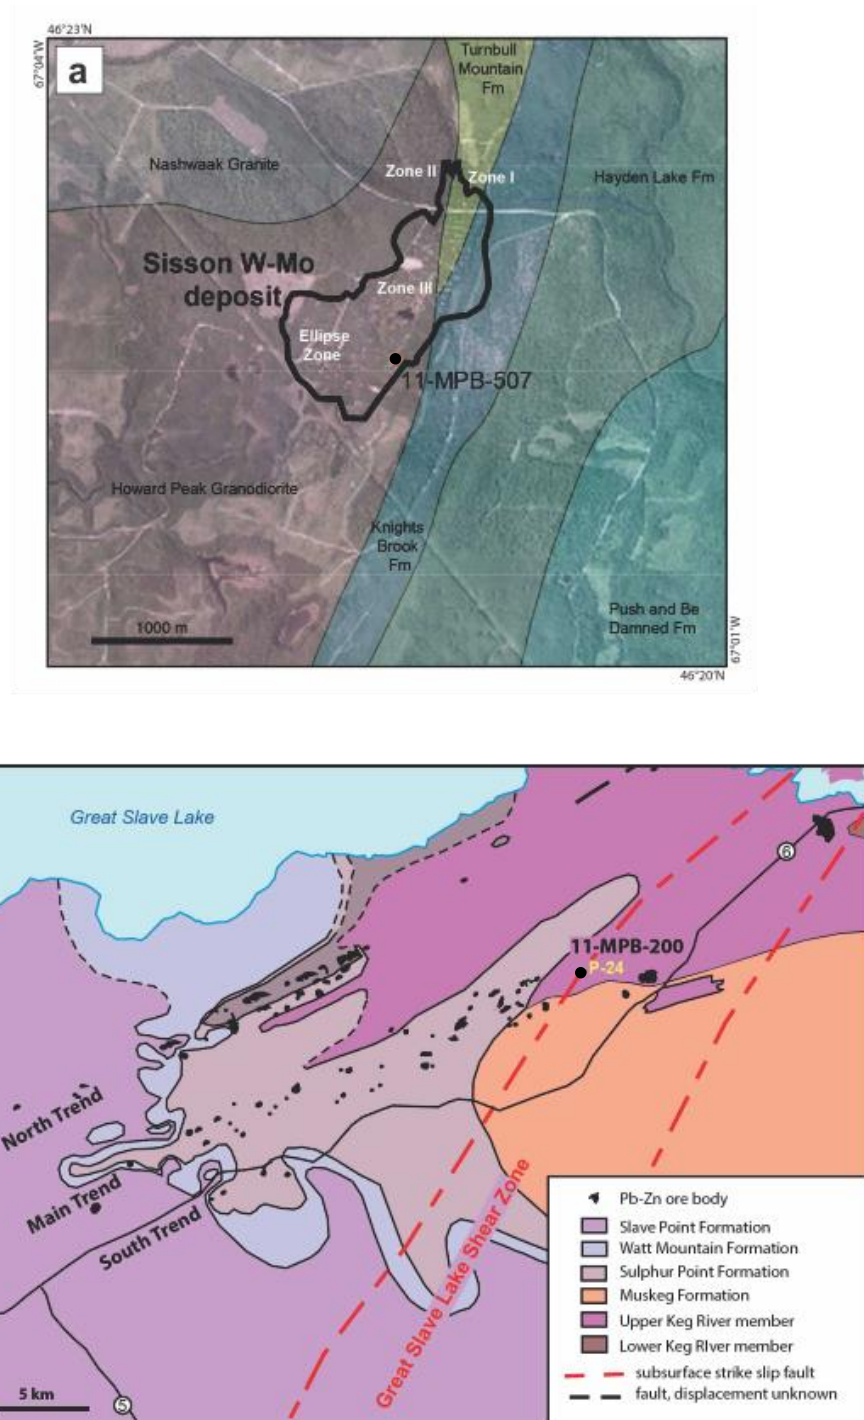 46°23'N
67°04'W
a
Turnbull
Mountain
Fm
Nashwaak Granite
Zone II
Zone I
Hayden Lake Fm
Sisson W-Mo
deposit
Zone III
Ellipse
Zone
11-MPB-507
Howard Peak Granodiorite
Knights
Brook
Fm
1000 m
Push and Be
Damned Fm
67°01'W
46°20'N
Great Slave Lake
6
11-MPB-200
P-24
North Trend
Main Trend
South Trend
Great Slave Lake Shear Zone
5 km
5
Pb-Zn ore body
Slave Point Formation
Watt Mountain Formation
Sulphur Point Formation
Muskeg Formation
Upper Keg River member
Lower Keg RIver member
subsurface strike slip fault
fault, displacement unknown